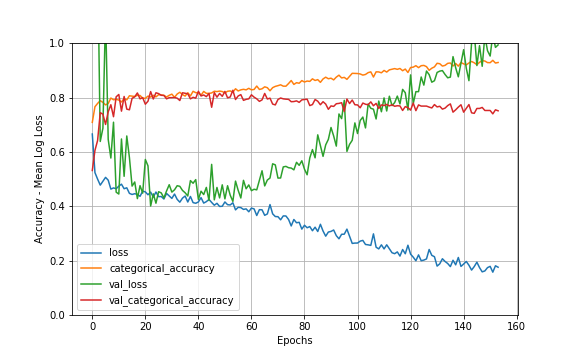 1.0
0.8
0.6
0.4
0.2
0.0
Accuracy - Mean Log Loss
loss
categorical_accuracy
val_loss
val_categorical_accuracy
0 20 40 60 80 100 120 140 160
Epochs